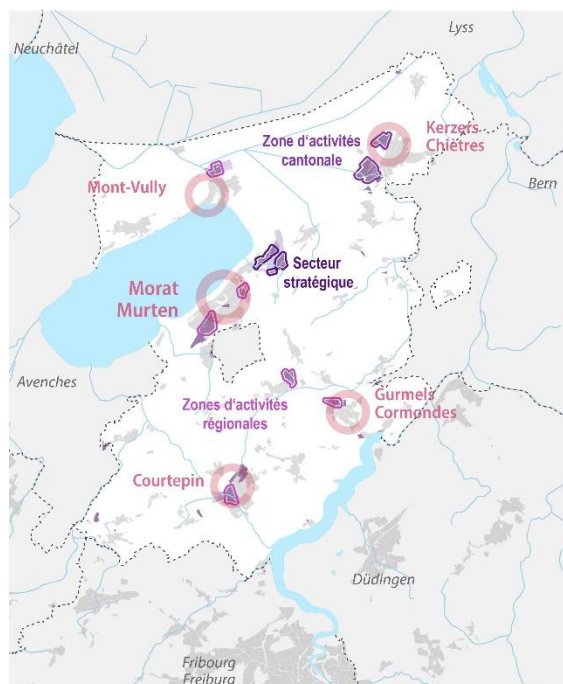 Neuchâtel
Lyss
Kerzers
Chiètres
Zone d'activités
cantonale
Mont-Vully
Bern
Secteur
stratégique
Morat
Murten
Avenches
Zones d'activités
régionales
Gurmels
Cormondes
Courtepin
Düdingen
Fribourg
Freiburg